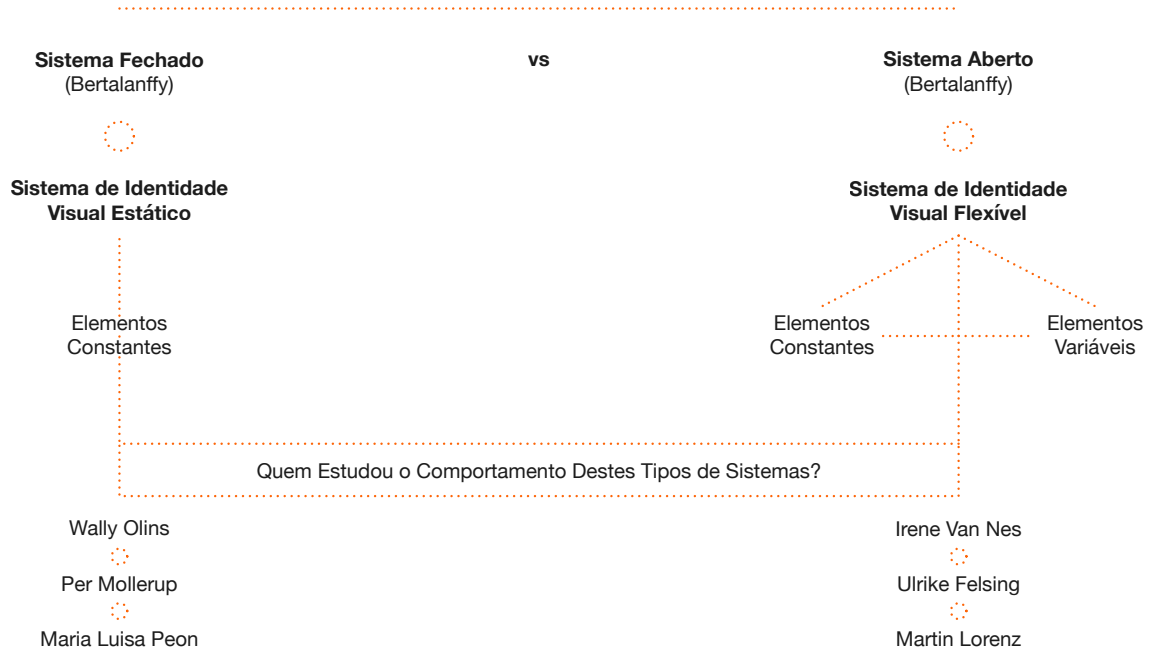 Sistema Fechado
(Bertalanffy)
vs
Sistema Aberto
(Bertalanffy)
Sistema de Identidade
Visual Estático
Sistema de Identidade
Visual Flexível
Elementos
Constantes
Elementos
Constantes
Elementos
Variáveis
Quem Estudou o Comportamento Destes Tipos de Sistemas?
Wally Olins
Per Mollerup
Maria Luisa Peon
Irene Van Nes
Ulrike Felsing
Martin Lorenz